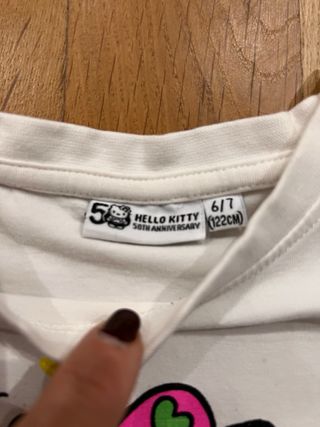 50 HELLO KITTY
50TH ANNIVERSARY
6/7
(122CM)